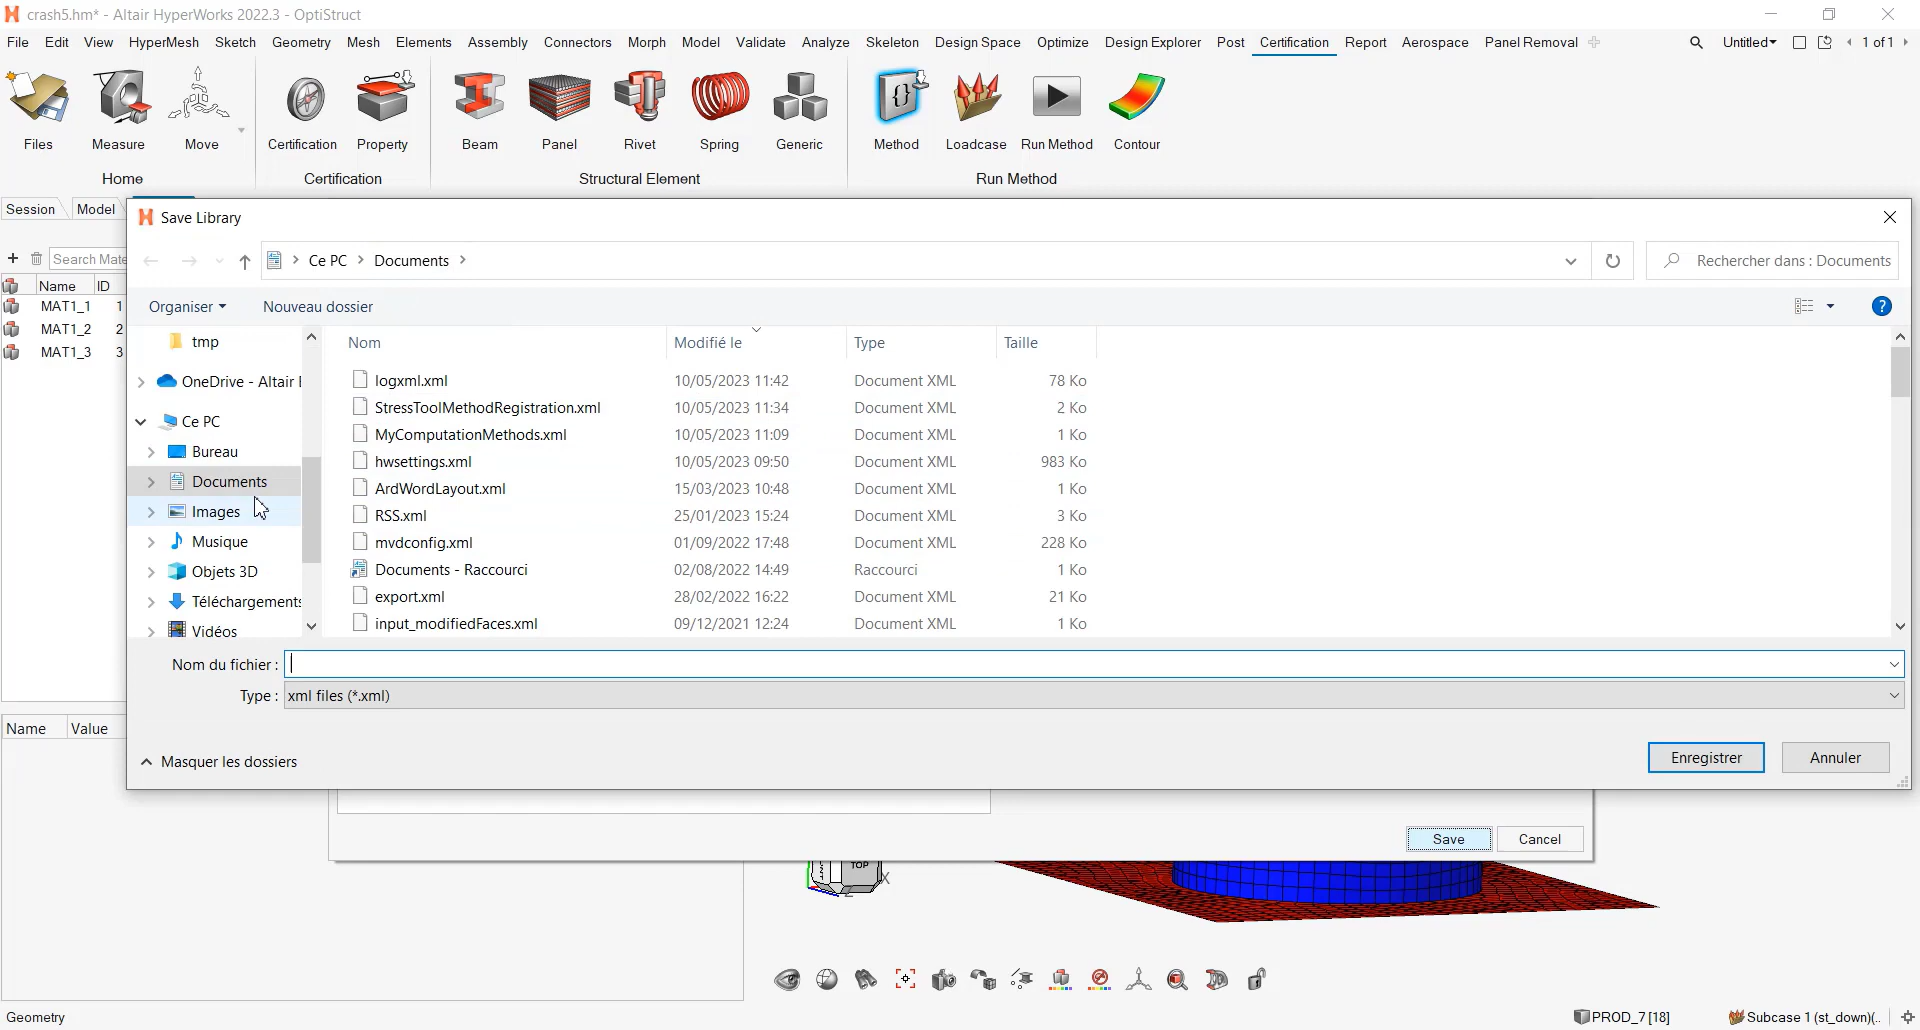 crash5.hm* - Altair HyperWorks 2022.3 - OptiStruct
File Edit View HyperMesh Sketch Geometry Mesh Elements Assembly Connectors Morph Model Validate Analyze Skeleton Design Space Optimize Design Explorer Post Certification Report Aerospace Panel Removal Untitled 1 of 1
Files Measure Move Certification Property Beam Panel Rivet Spring Generic Method Loadcase Run Method Contour
Home Certification Structural Element Run Method
Session Model
Save Library
Ce PC Documents
Rechercher dans : Documents
Search Mate
Name ID
MAT1_1 1
MAT1_2 2
MAT1_3 3
Name Value
Organiser Nouveau dossier
tmp
OneDrive - Altair
Ce PC
Bureau
Documents
Images
Musique
Objets 3D
Téléchargements
Vidéos
Nom Modifié le Type Taille
logxml.xml 10/05/2023 11:42 Document XML 78 Ko
StressToolMethodRegistration.xml 10/05/2023 11:34 Document XML 2 Ko
MyComputationMethods.xml 10/05/2023 11:09 Document XML 1 Ko
hwsettings.xml 10/05/2023 09:50 Document XML 983 Ko
ArdWordLayout.xml 15/03/2023 10:48 Document XML 1 Ko
RSS.xml 25/01/2023 15:24 Document XML 3 Ko
mvdconfig.xml 01/09/2022 17:48 Document XML 228 Ko
Documents - Raccourci 02/08/2022 14:49 Raccourci 1 Ko
export.xml 28/02/2022 16:22 Document XML 21 Ko
input_modifiedFaces.xml 09/12/2021 12:24 Document XML 1 Ko
Nom du fichier :
Type : xml files (*.xml)
Masquer les dossiers
Enregistrer Annuler
Save Cancel
TOP
X
Geometry
PROD_7 [18] Subcase 1 (st_down)(..